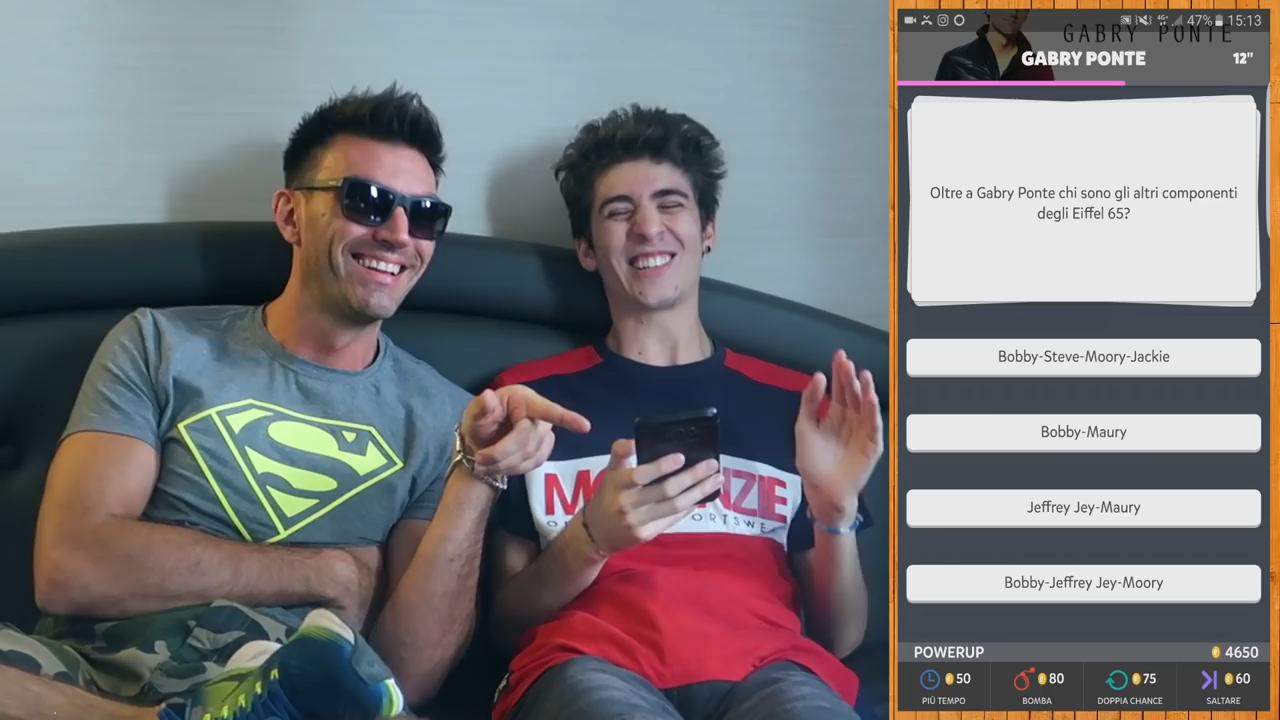 47% 15:13
GABRY PONTE
GABRY PONTE 12"
Oltre a Gabry Ponte chi sono gli altri componenti
degli Eiffel 65?
Bobby-Steve-Moory-Jackie
Bobby-Maury
Jeffrey Jey-Maury
Bobby-Jeffrey Jey-Moory
POWERUP 4650
50 80 75 60
PIÙ TEMPO BOMBA DOPPIA CHANCE SALTARE
S